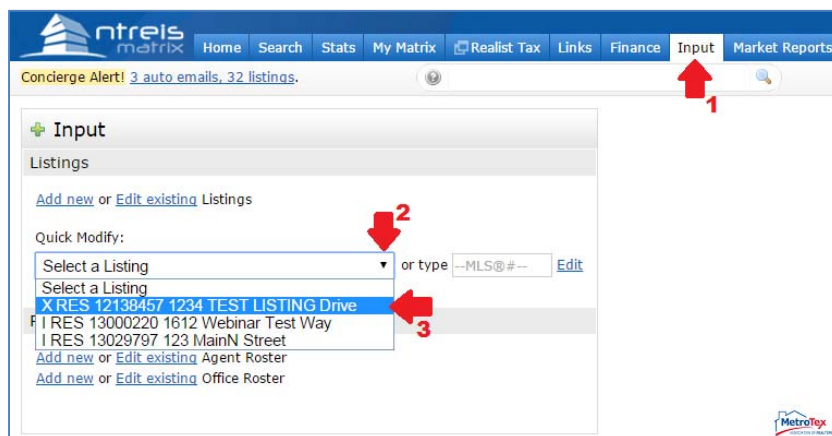 ntreis
matrix
Home Search Stats My Matrix Realist Tax Links Finance Input Market Reports
Concierge Alert! 3 auto emails, 32 listings.
1
Input
Listings
Add new or Edit existing Listings
2
Quick Modify:
Select a Listing or type --MLS®#-- Edit
Select a Listing
X RES 12138457 1234 TEST LISTING Drive
I RES 13000220 1612 Webinar Test Way
3
I RES 13029797 123 MainN Street
Add new or Edit existing Agent Roster
Add new or Edit existing Office Roster
MetroTex